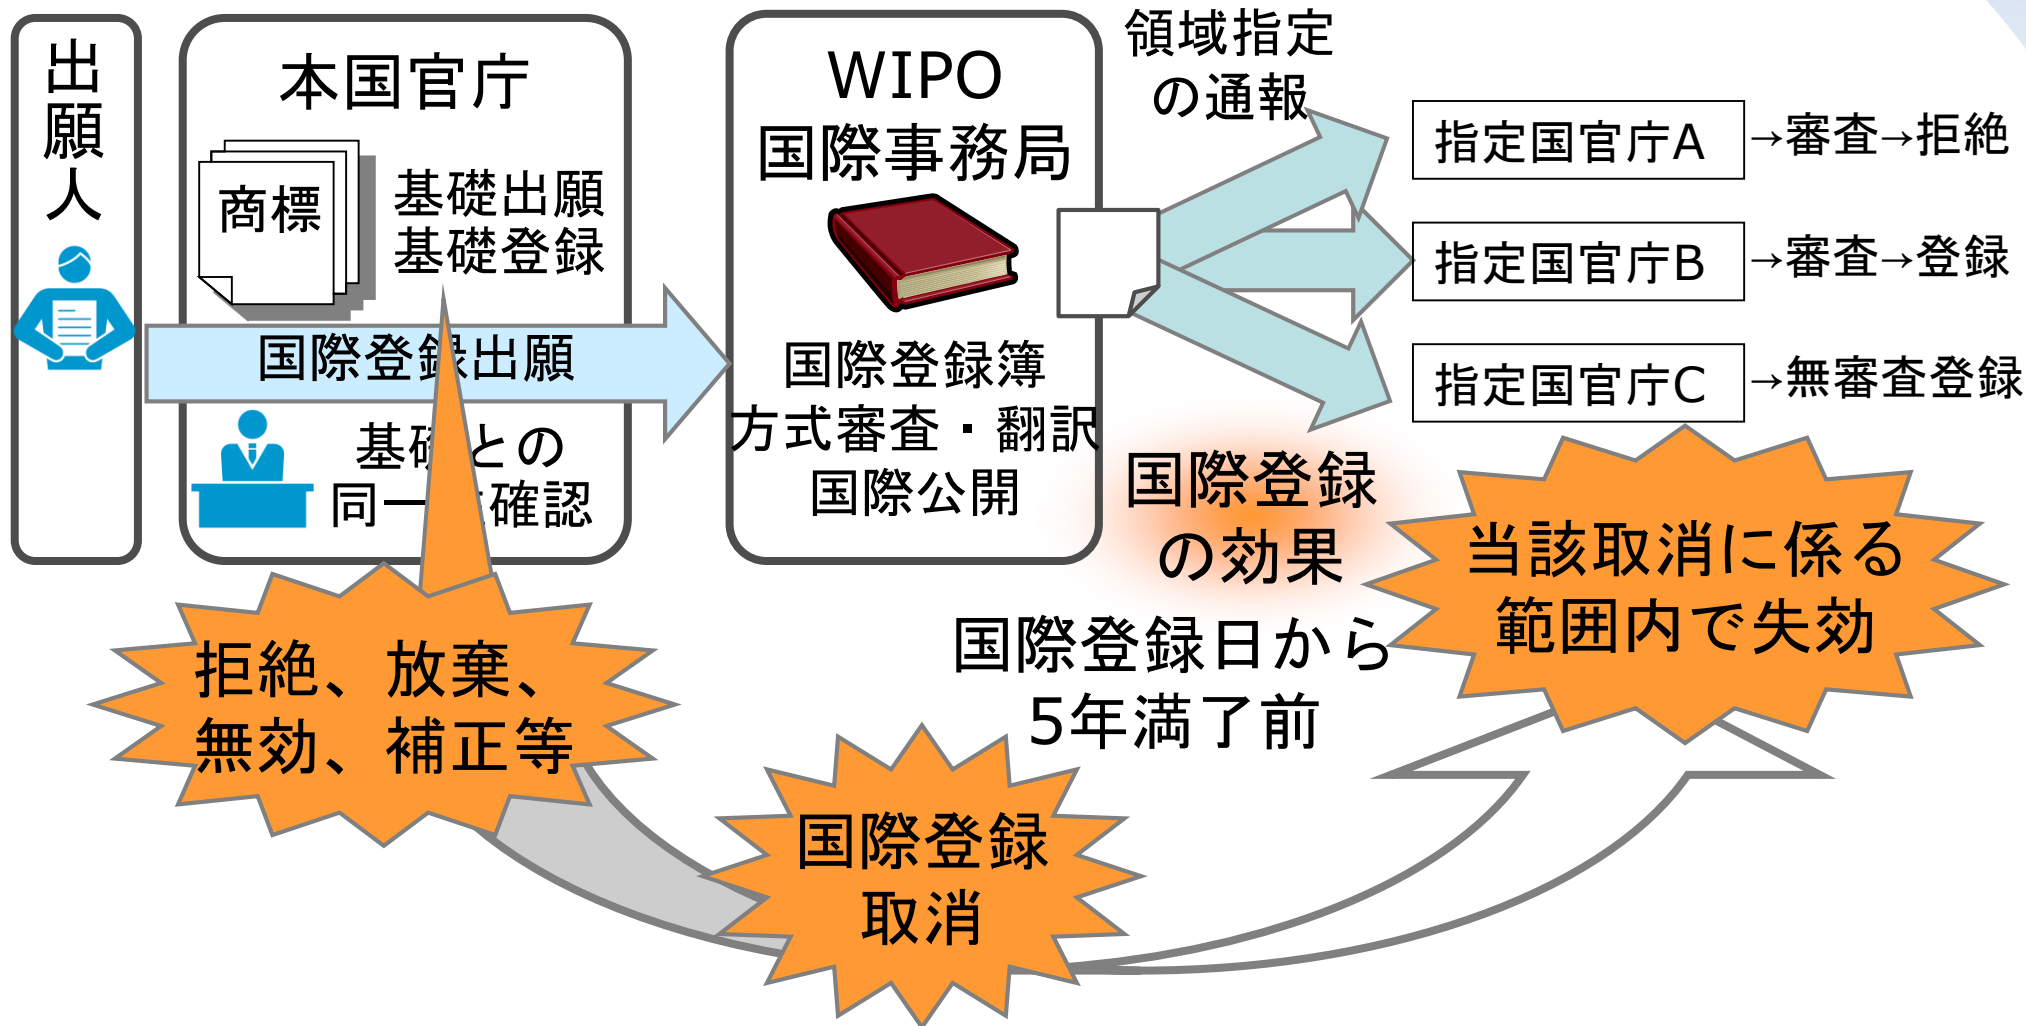 出願人
本国官庁
商標
基礎出願
基礎登録
国際登録出願
基礎との
同一性確認
WIPO
国際事務局
国際登録簿
方式審査・翻訳
国際公開
領域指定
の通報
指定国官庁A
→審査→拒絶
指定国官庁B
→審査→登録
指定国官庁C
→無審査登録
国際登録
の効果
国際登録日から
5年満了前
当該取消に係る
範囲内で失効
拒絶、放棄、
無効、補正等
国際登録
取消